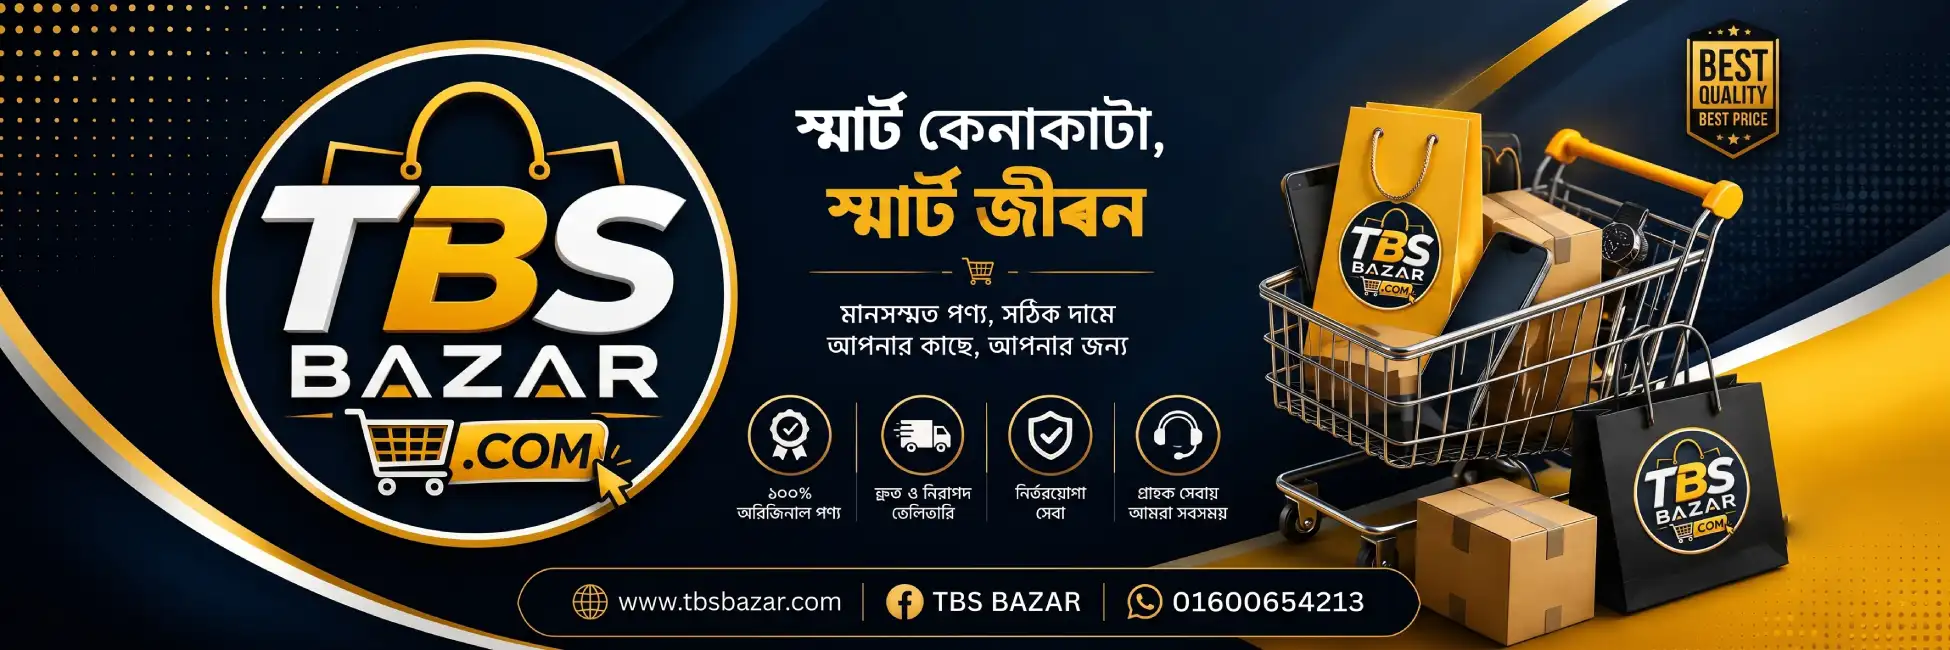 TBS
BAZAR
.COM
স্মার্ট কেনাকাটা,
স্মার্ট জীৰন
মানসম্মত পণ্য, সঠিক দামে
আপনার কাছে, আপনার জন্য
১০০%
অরিজিনাল পণ্য
দ্রুত ও নিরাপদ
তেলিতারি
নির্তরযোগা
সেবা
প্রাহক সেবায়
আমরা সবসময়
www.tbsbazar.com
TBS BAZAR
01600654213
BEST
QUALITY
BEST PRICE
TBS
BAZAR
.COM
TBS
BAZAR
.COM